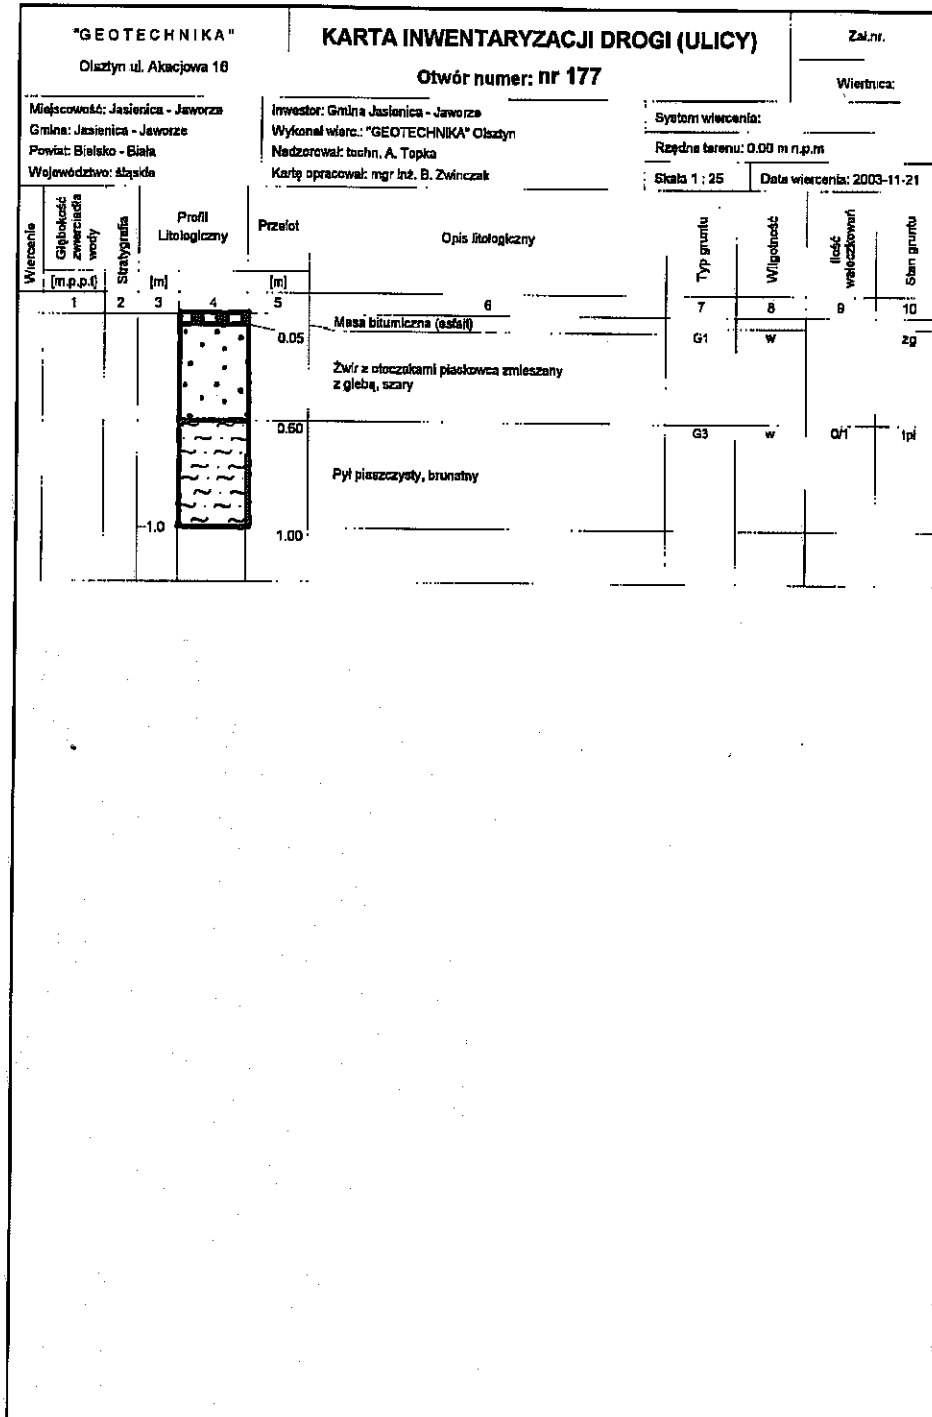 "GEOTECHNIKA"
Olsztyn ul. Akacjowa 16
KARTA INWENTARYZACJI DROGI (ULICY)
Otwór numer: nr 177
Zał.nr.
Wiertnica:
Miejscowość: Jasienica - Jaworze
Gmina: Jasienica - Jaworze
Powiat: Bielsko - Biała
Województwo: śląskie
Inwestor: Gmina Jasienica - Jaworze
Wykonał wierc.: "GEOTECHNIKA" Olsztyn
Nadzorował: techn. A. Topka
Kartę opracował: mgr inż. B. Zwinczak
System wiercenia:
Rzędna terenu: 0.00 m n.p.m
Skala 1 : 25
Data wiercenia: 2003-11-21
Wiercenie
Głębokość zwierciadła wody
[m.p.p.t]
Stratygrafia
[m]
Profil
Litologiczny
Przelot
[m]
Opis litologiczny
Typ gruntu
Wilgotność
Ilość wałeczkowań
Stan gruntu
1 2 3 4 5 6 7 8 9 10
Masa bitumiczna (asfalt)
0.05 G1 w zg
Żwir z otoczakami piaskowca zmieszany
z glebą, szary
0.60 G3 w 0/1 tpl
Pył piaszczysty, brunatny
1.0
1.00